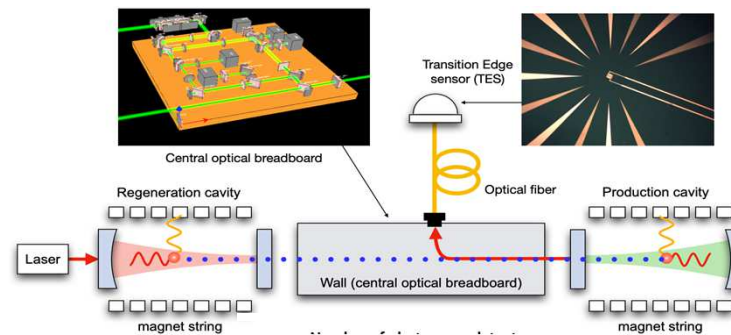 Transition Edge
sensor (TES)
Central optical breadboard
Regeneration cavity
Optical fiber
Production cavity
Laser
Wall (central optical breadboard)
magnet string
magnet string